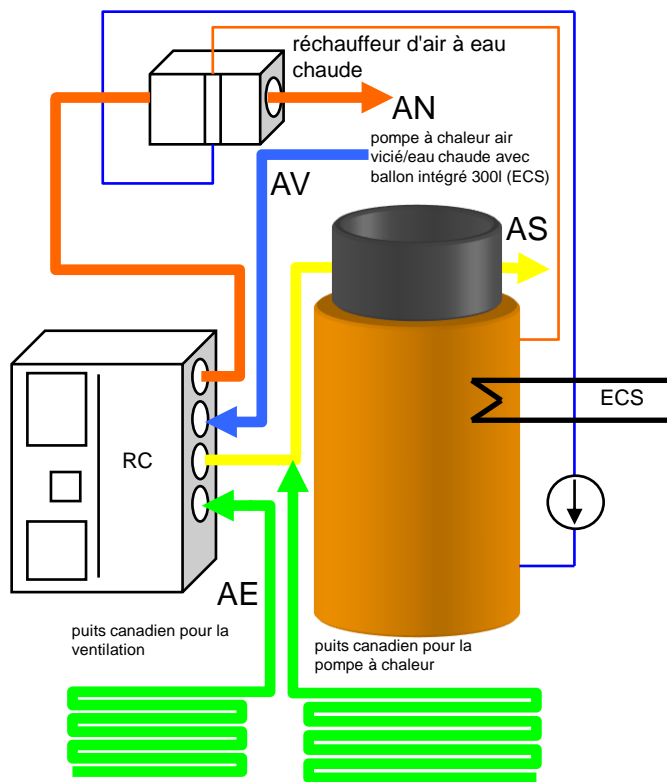 réchauffeur d'air à eau
chaude
AN
pompe à chaleur air
vicié/eau chaude avec
ballon intégré 300l (ECS)
AV
AS
ECS
RC
AE
puits canadien pour la
ventilation
puits canadien pour la
pompe à chaleur